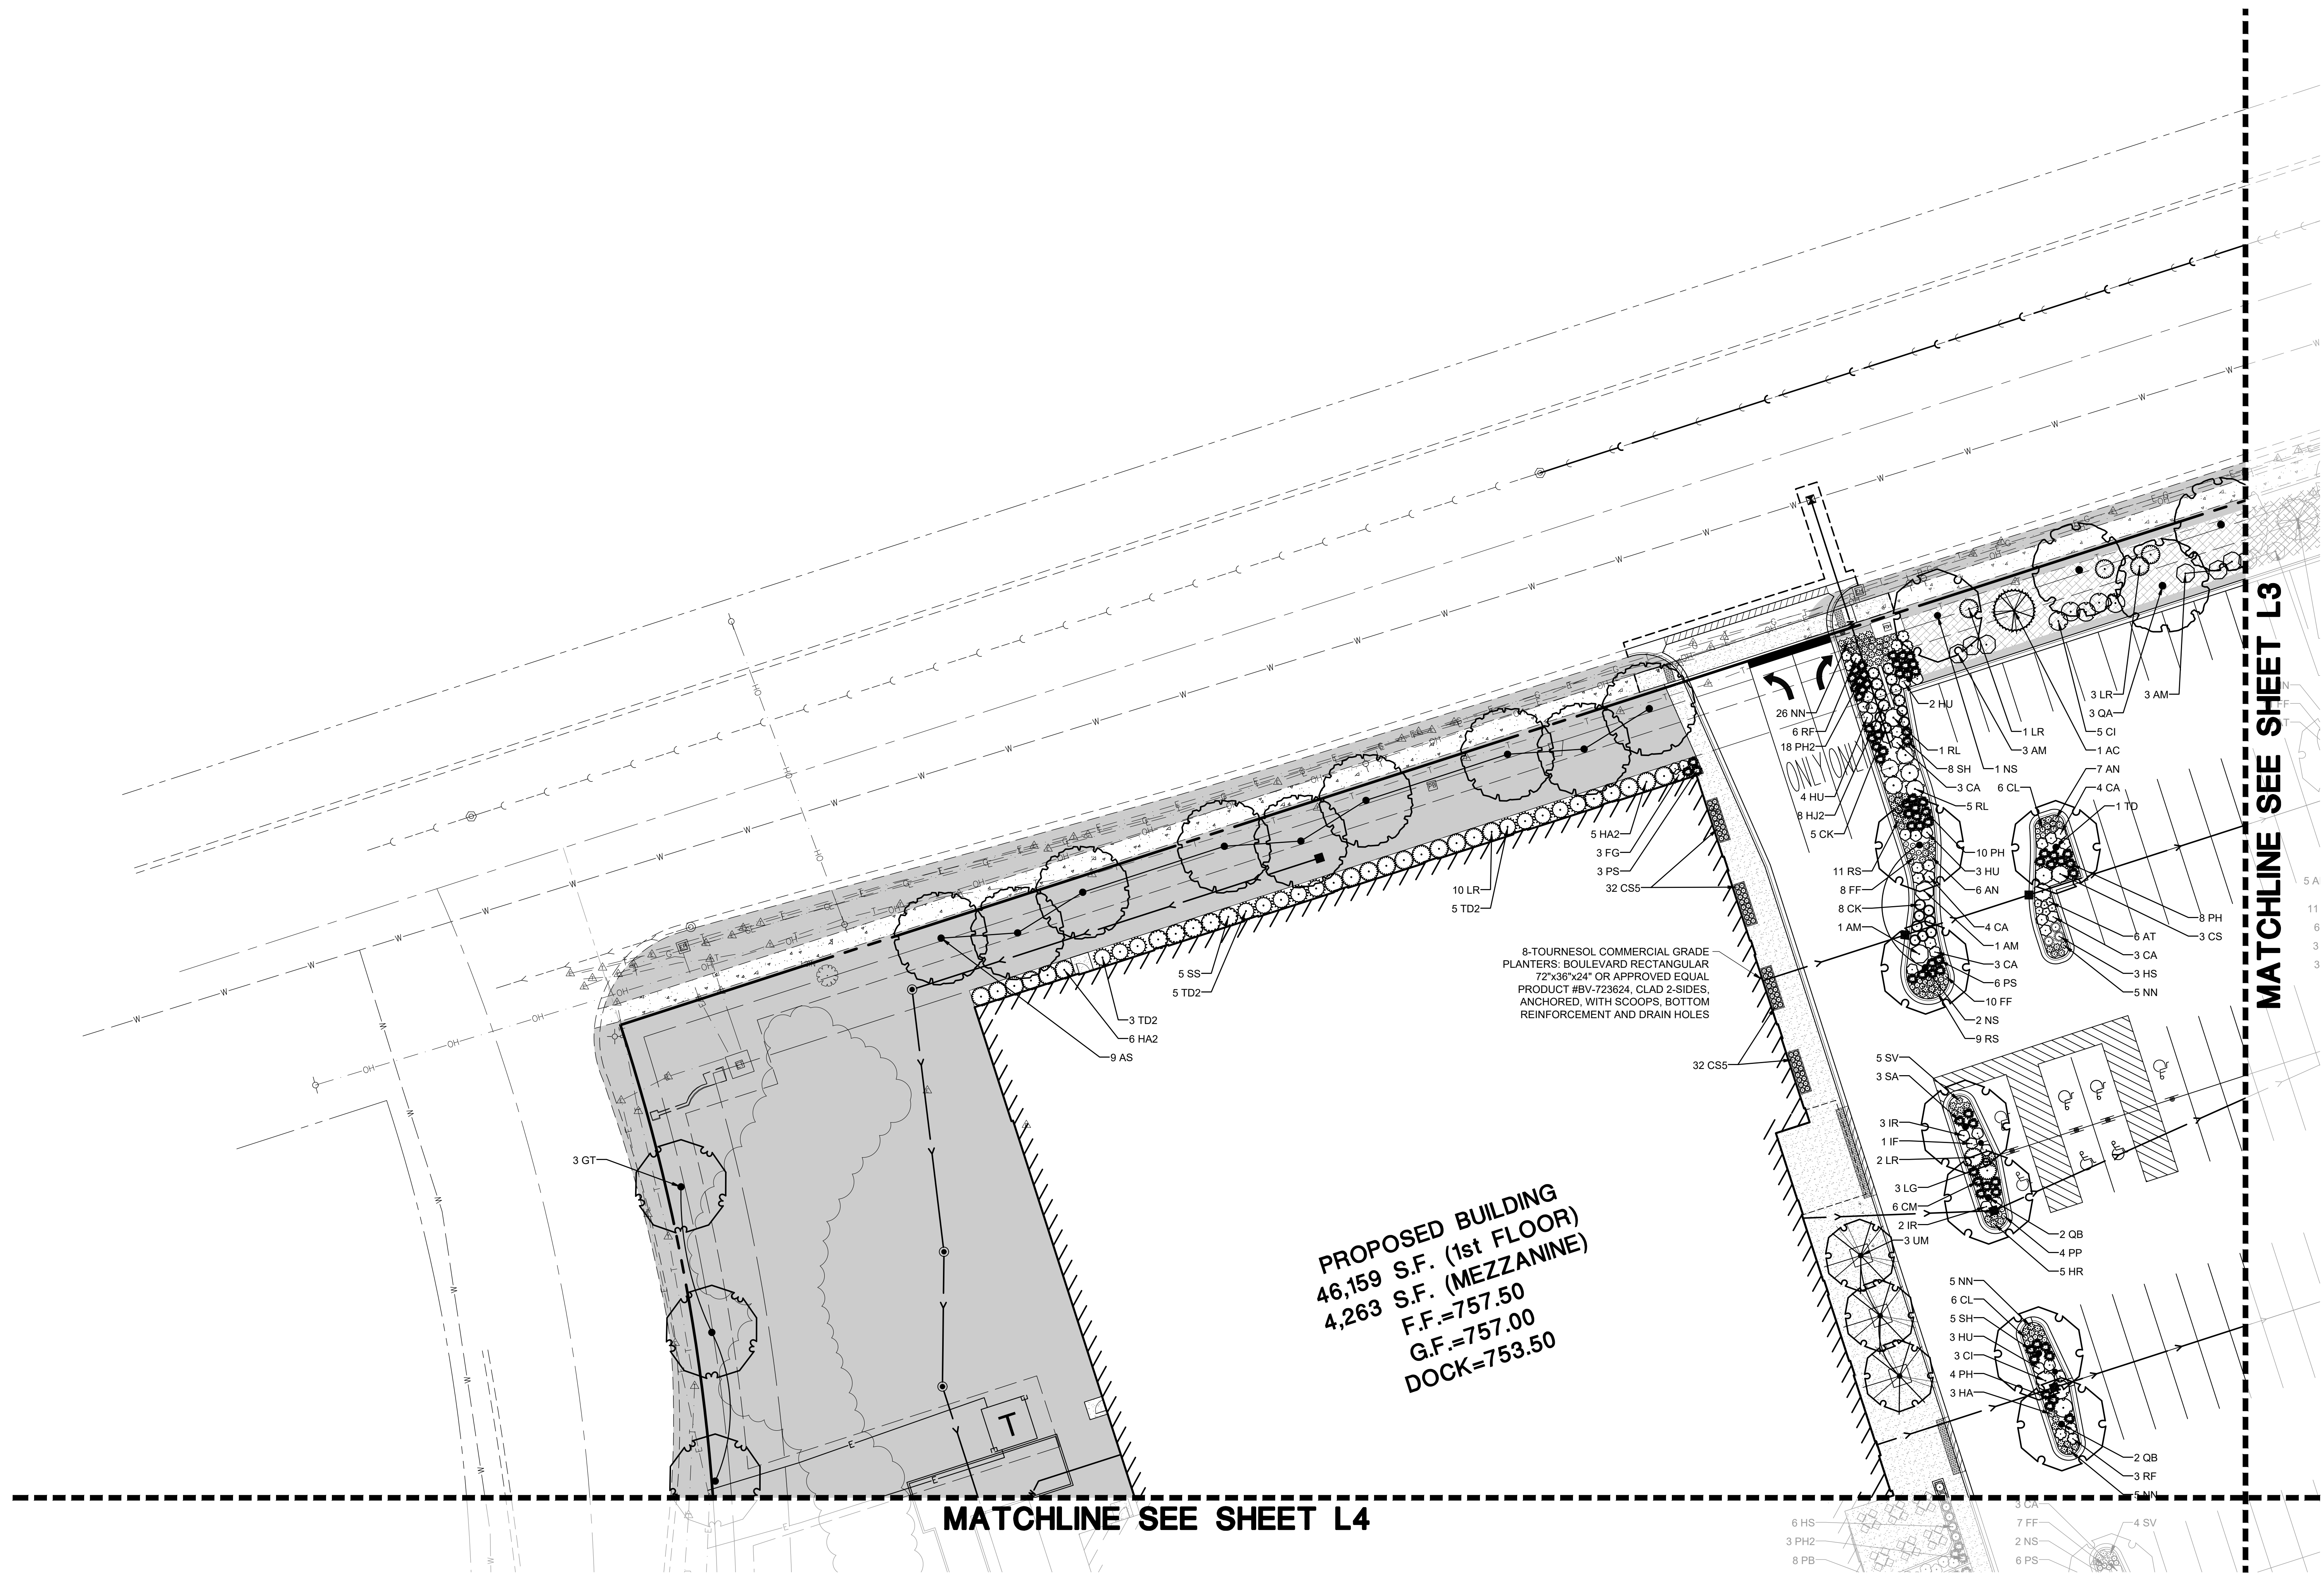 26 NN
6 RF
18 PH2
ONLY
4 HU
8 HJ2
5 CK
2 HU
1 RL
8 SH
3 CA
5 RL
1 LR
3 AM
1 NS
3 LR
3 QA
5 CI
1 AC
3 AM
7 AN
4 CA
1 TD
6 CL
5 HA2
3 FG
3 PS
32 CS5
10 LR
5 TD2
5 SS
5 TD2
3 TD2
6 HA2
9 AS
11 RS
8 FF
8 CK
1 AM
10 PH
3 HU
6 AN
4 CA
1 AM
3 CA
6 PS
10 FF
2 NS
9 RS
8 PH
3 CS
6 AT
3 CA
3 HS
5 NN
8-TOURNESOL COMMERCIAL GRADE
PLANTERS: BOULEVARD RECTANGULAR
72"x36"x24" OR APPROVED EQUAL
PRODUCT #BV-723624, CLAD 2-SIDES,
ANCHORED, WITH SCOOPS, BOTTOM
REINFORCEMENT AND DRAIN HOLES
32 CS5
5 SV
3 SA
3 IR
1 IF
2 LR
3 LG
6 CM
2 IR
3 UM
2 QB
4 PP
5 HR
3 GT
PROPOSED BUILDING
46,159 S.F. (1st FLOOR)
4,263 S.F. (MEZZANINE)
F.F.=757.50
G.F.=757.00
DOCK=753.50
5 NN
6 CL
5 SH
3 HU
3 CI
4 PH
3 HA
2 QB
3 RF
5 NN
T
MATCHLINE SEE SHEET L3
MATCHLINE SEE SHEET L4
6 HS
3 PH2
8 PB
3 CA
7 FF
2 NS
6 PS
4 SV